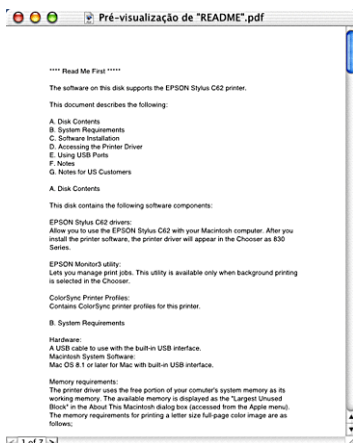 Pré-visualização de "README".pdf
**** Read Me First *****
The software on this disk supports the EPSON Stylus C62 printer.
This document describes the following:
A. Disk Contents
B. System Requirements
C. Software Installation
D. Accessing the Printer Driver
E. Using USB Ports
F. Notes
G. Notes for US Customers
A. Disk Contents
This disk contains the following software components:
EPSON Stylus C62 drivers:
Allow you to use the EPSON Stylus C62 with your Macintosh computer. After you
install the printer software, the printer driver will appear in the Chooser as 830
Series.
EPSON Monitor3 utility:
Lets you manage print jobs. This utility is available only when background printing
is selected in the Chooser.
ColorSync Printer Profiles:
Contains ColorSync printer profiles for this printer.
B. System Requirements
Hardware:
A USB cable to use with the built-in USB interface.
Macintosh System Software:
Mac OS 8.1 or later for Mac with built-in USB interface.
Memory requirements:
The printer driver uses the free portion of your comuter's system memory as its
working memory. The available memory is displayed as the "Largest Unused
Block" in the About This Macintosh dialog box (accessed from the Apple menu).
The memory requirements for printing a letter size full-page color image are as
follows;
1 of 7